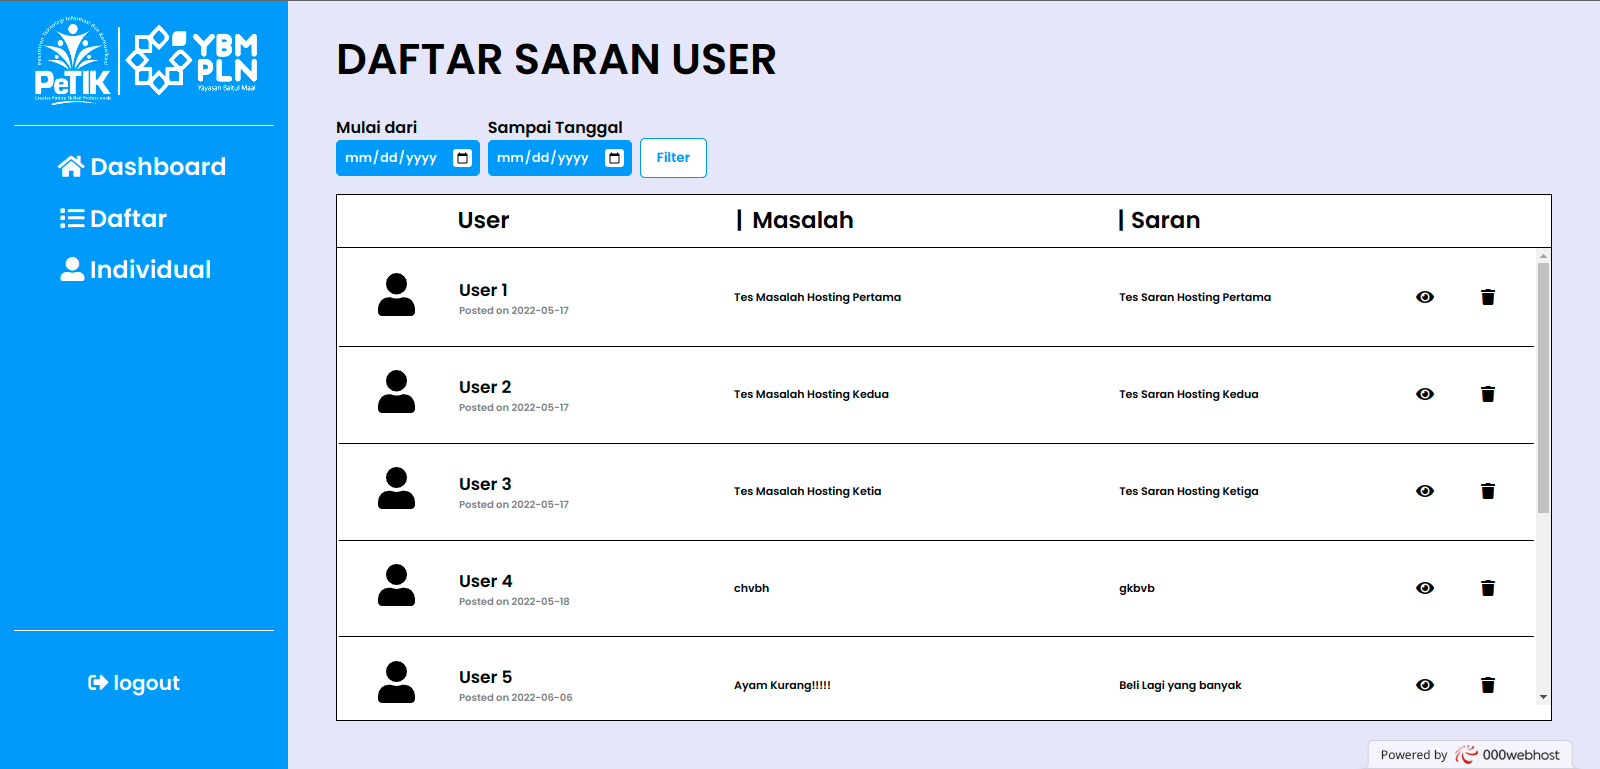 Pesantren Teknologi Informasi dan Komunikasi
PeTIK
YBM
PLN
Yayasan Baitul Maal
Dashboard
Daftar
Individual
logout
DAFTAR SARAN USER
Mulai dari
Sampai Tanggal
mm/dd/yyyy
mm/dd/yyyy
Filter
User | Masalah | Saran
User 1
Posted on 2022-05-17
Tes Masalah Hosting Pertama
Tes Saran Hosting Pertama
User 2
Posted on 2022-05-17
Tes Masalah Hosting Kedua
Tes Saran Hosting Kedua
User 3
Posted on 2022-05-17
Tes Masalah Hosting Ketia
Tes Saran Hosting Ketiga
User 4
Posted on 2022-05-18
chvbh
gkbvb
User 5
Posted on 2022-06-06
Ayam Kurang!!!!!
Beli Lagi yang banyak
Powered by 000webhost